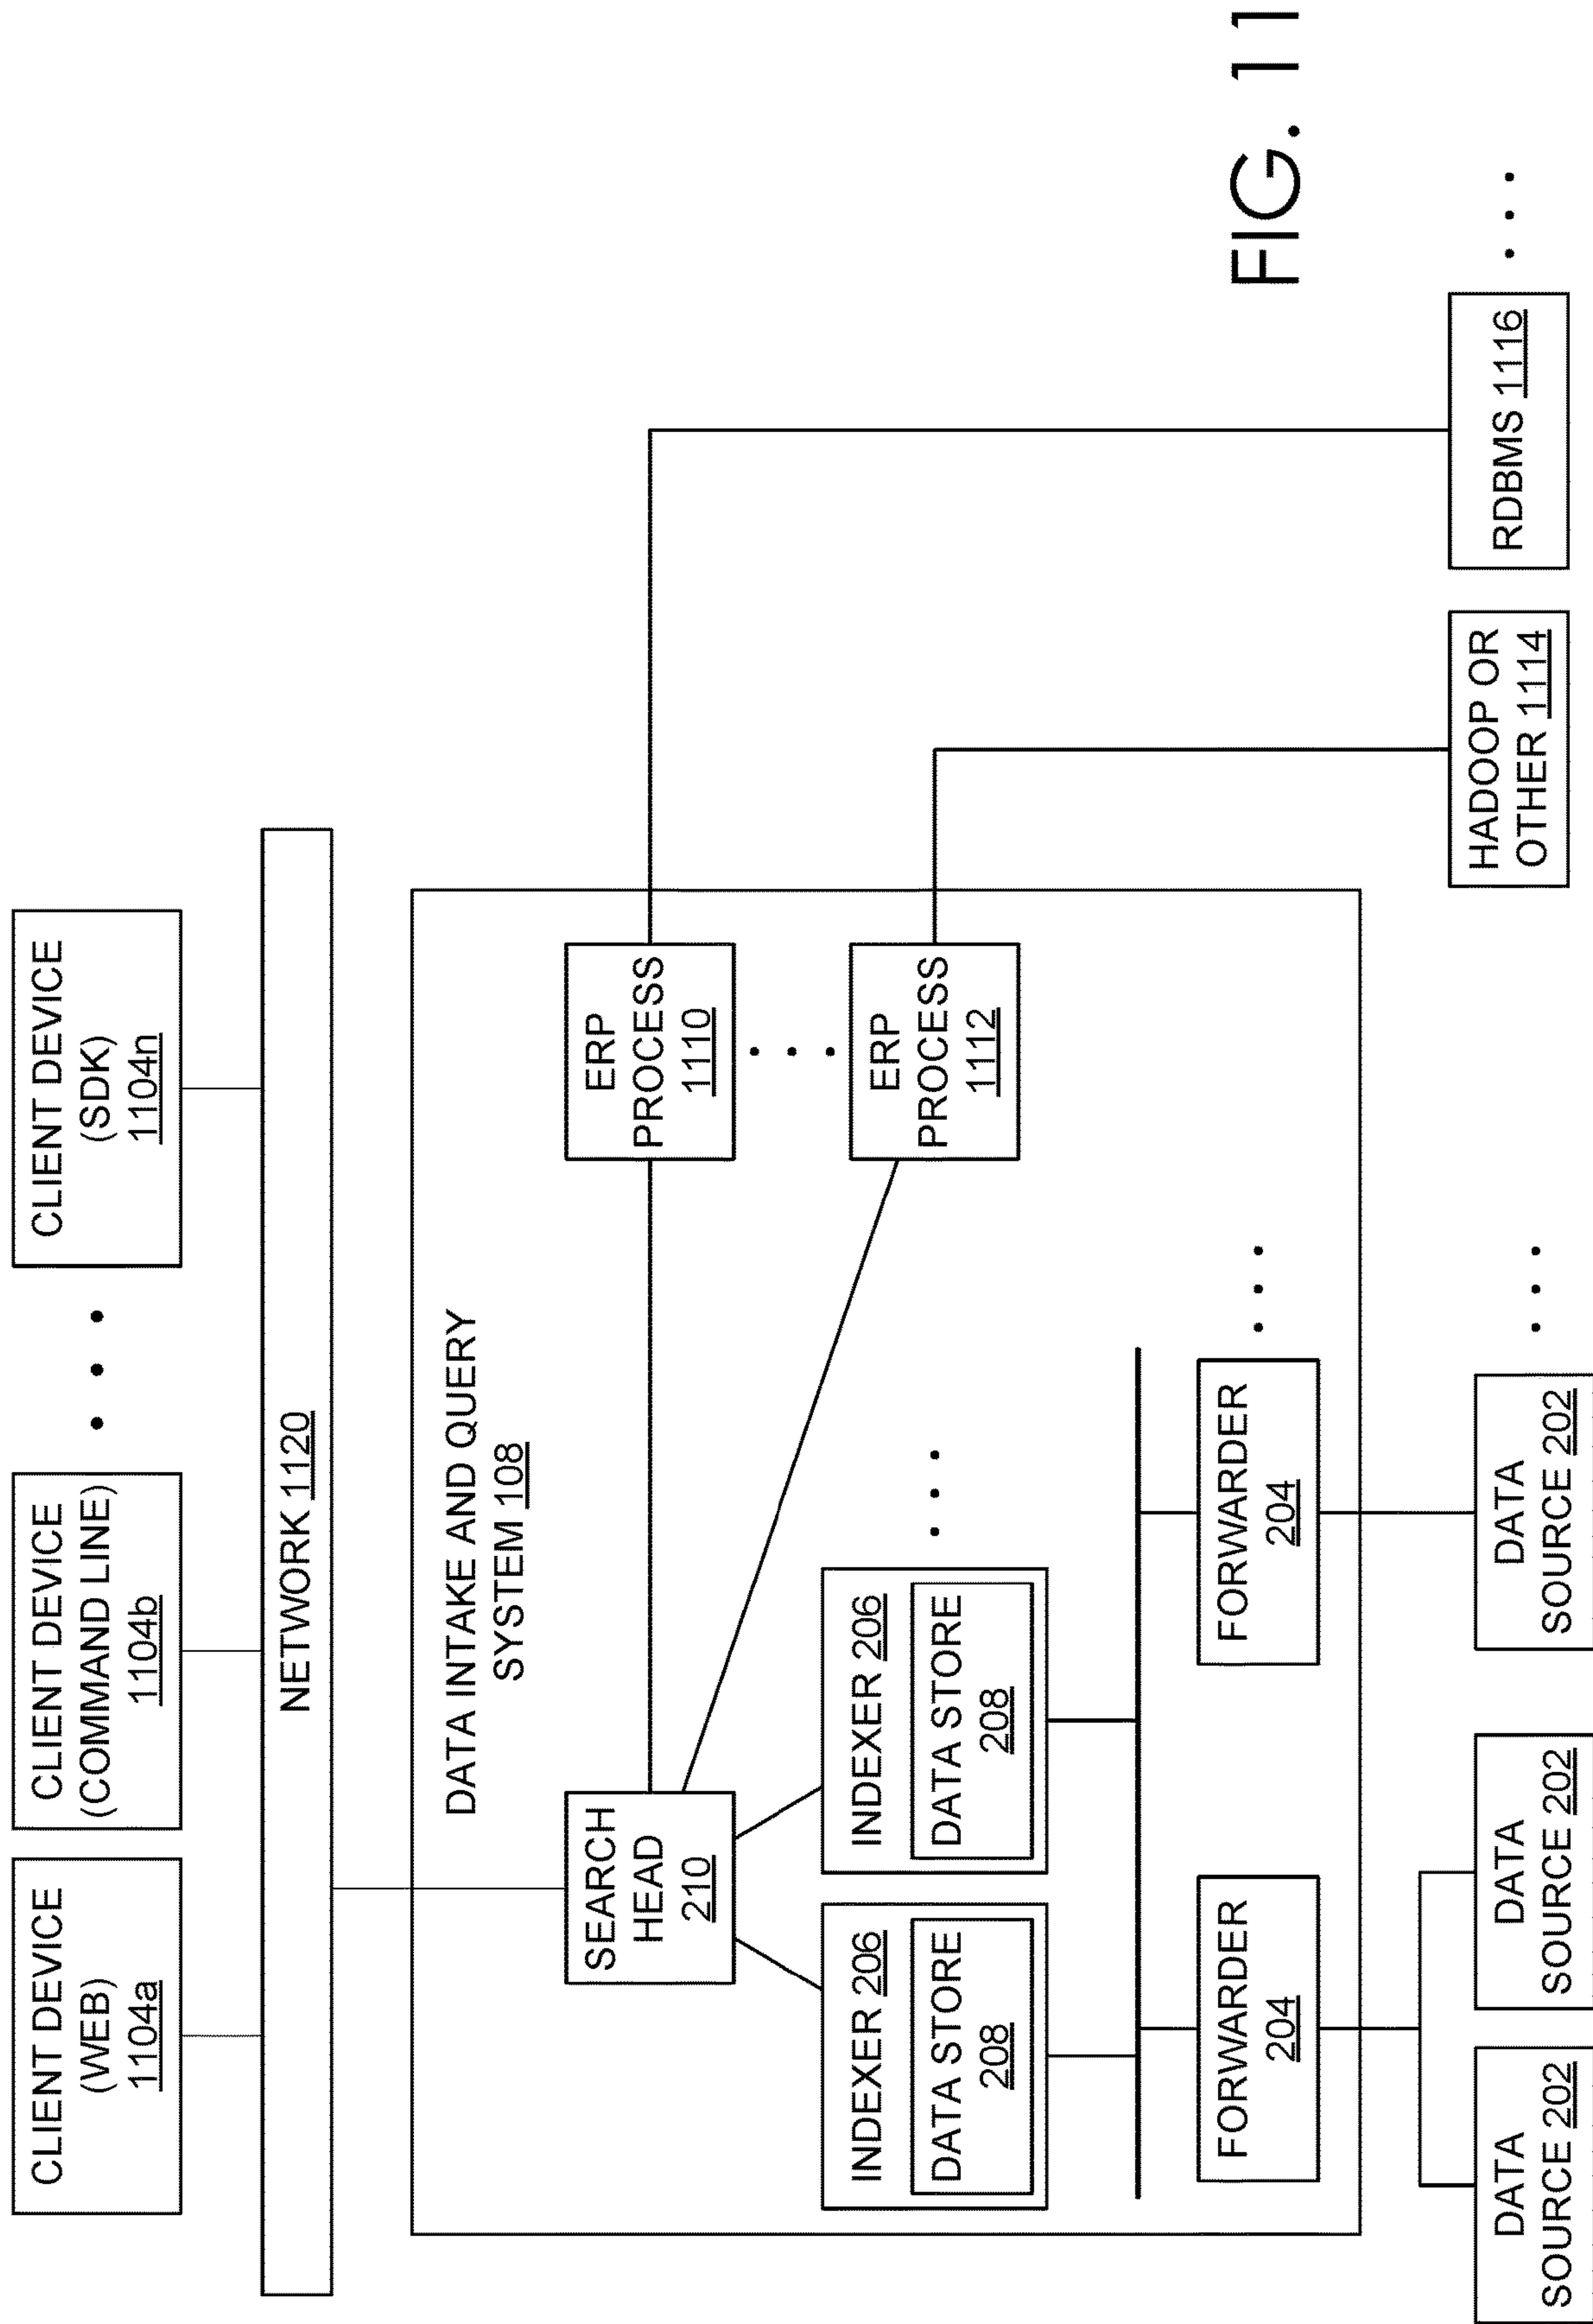 CLIENT DEVICE
(WEB)
1104a
CLIENT DEVICE
(COMMAND LINE)
1104b
CLIENT DEVICE
(SDK)
1104n
NETWORK 1120
DATA INTAKE AND QUERY
SYSTEM 108
SEARCH
HEAD
210
ERP
PROCESS
1110
INDEXER 206
DATA STORE
208
INDEXER 206
DATA STORE
208
ERP
PROCESS
1112
FORWARDER
204
FORWARDER
204
DATA
SOURCE 202
DATA
SOURCE 202
DATA
SOURCE 202
HADOOP OR
OTHER 1114
RDBMS 1116
FIG. 11